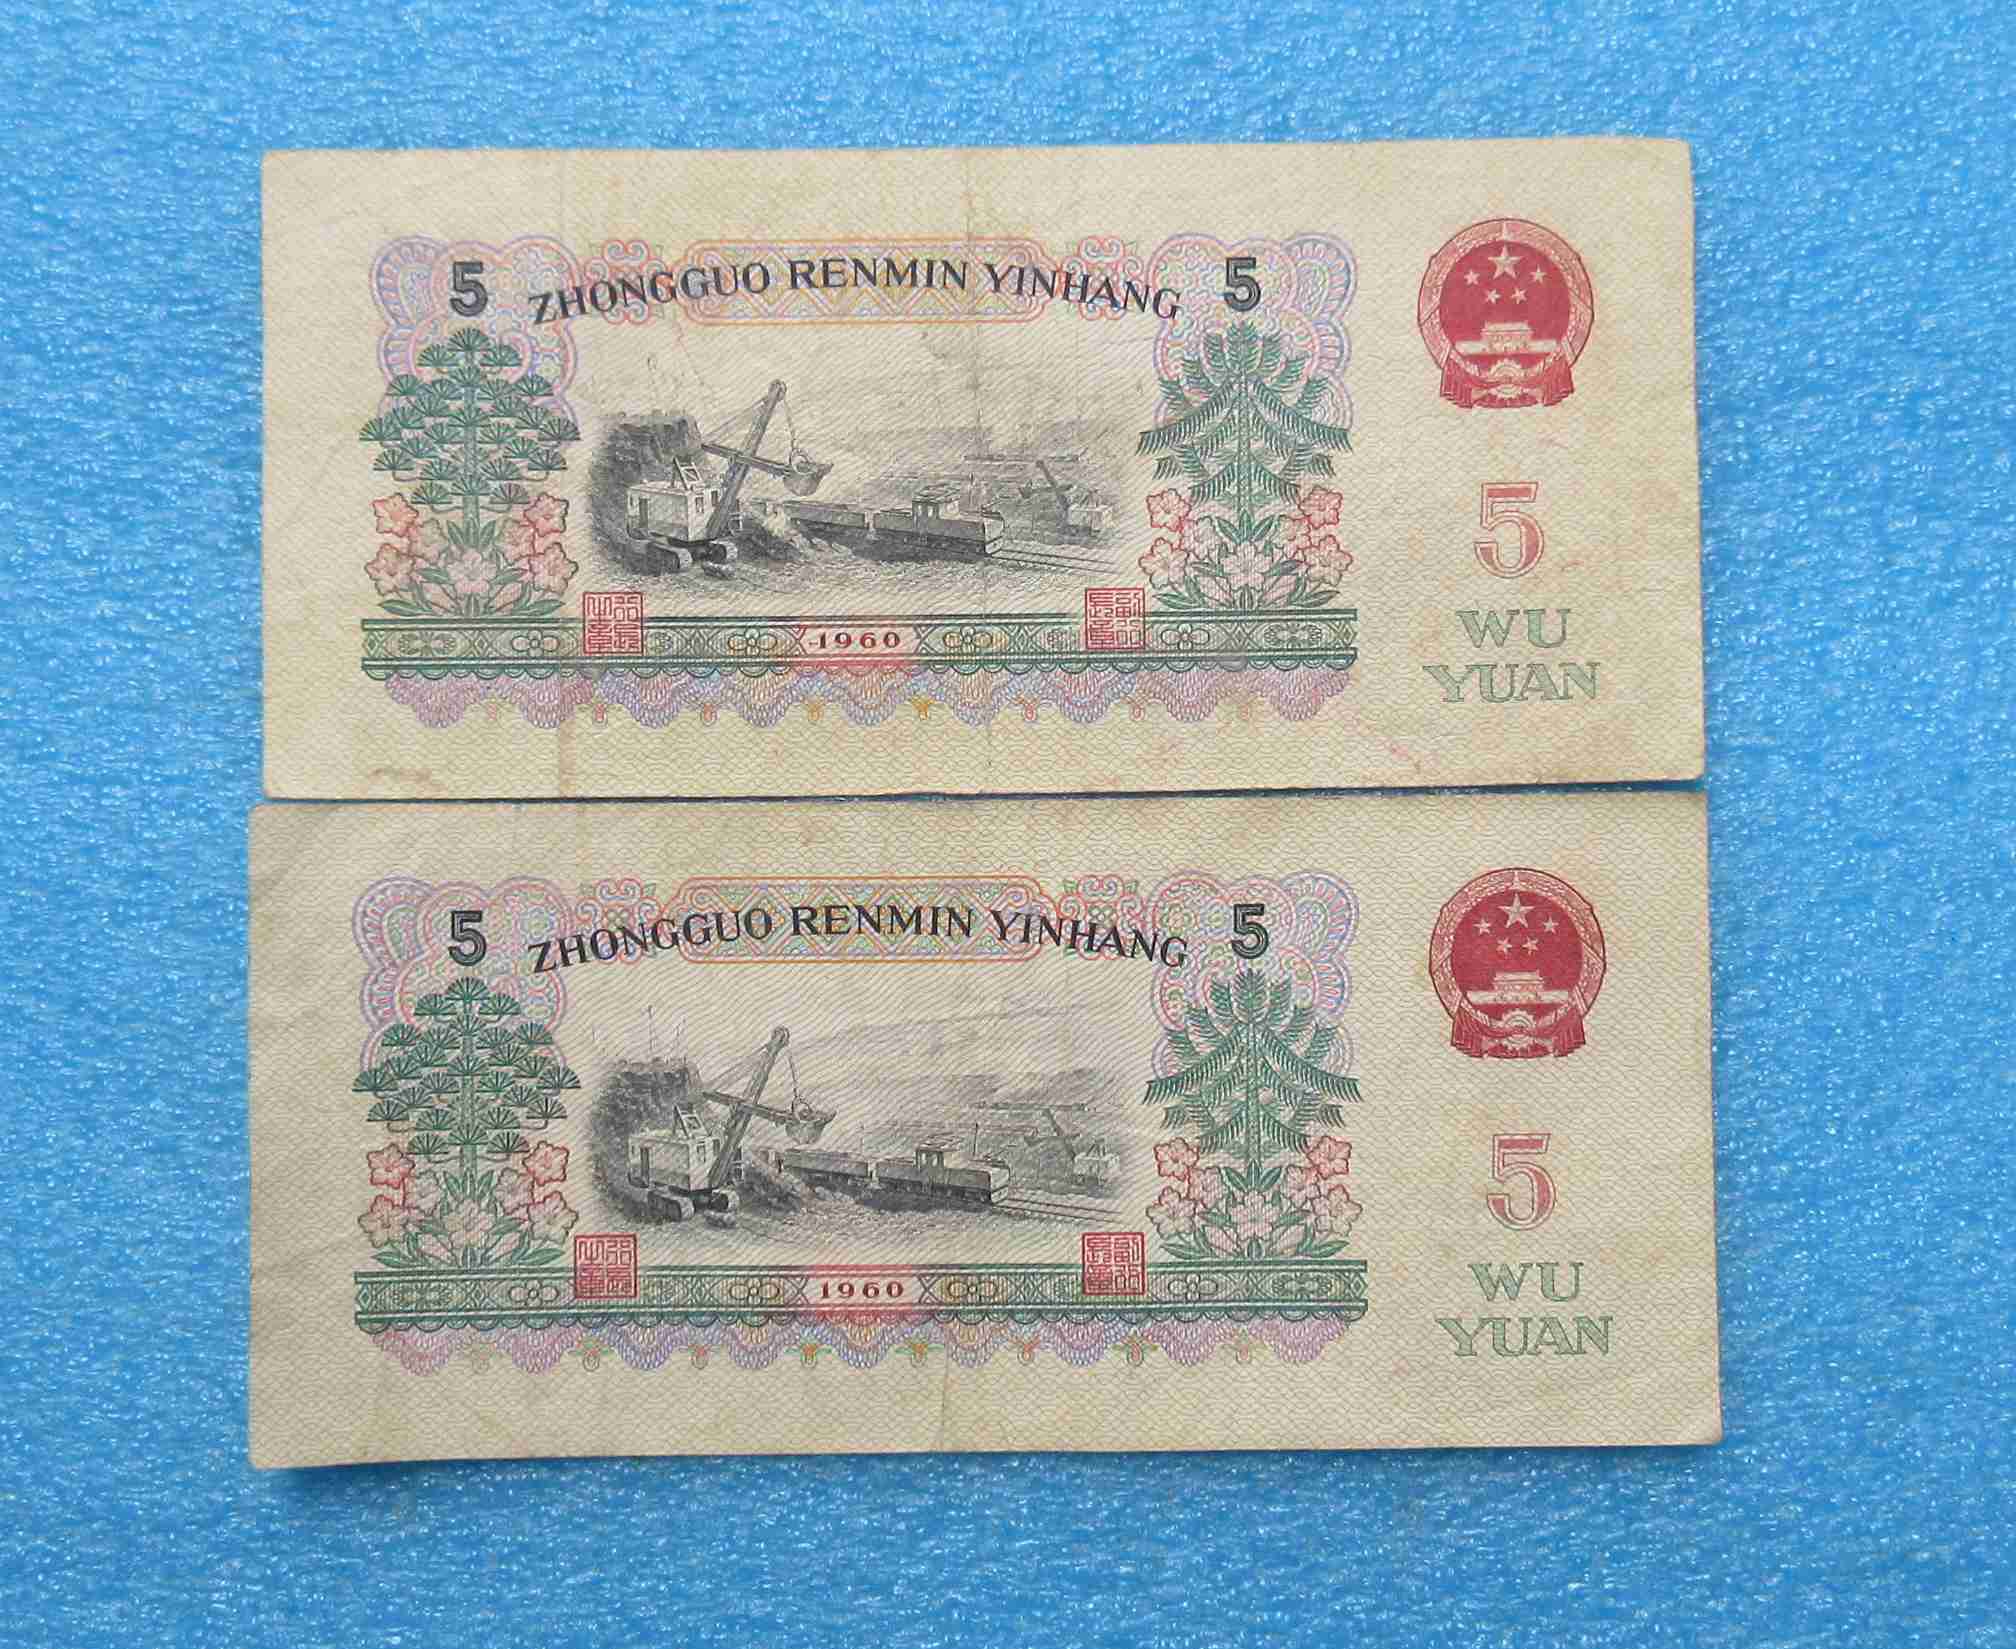 5 ZHONGGUO RENMIN YINHANG 5
5
1960
WU
YUAN
5 ZHONGGUO RENMIN YINHANG 5
5
1960
WU
YUAN